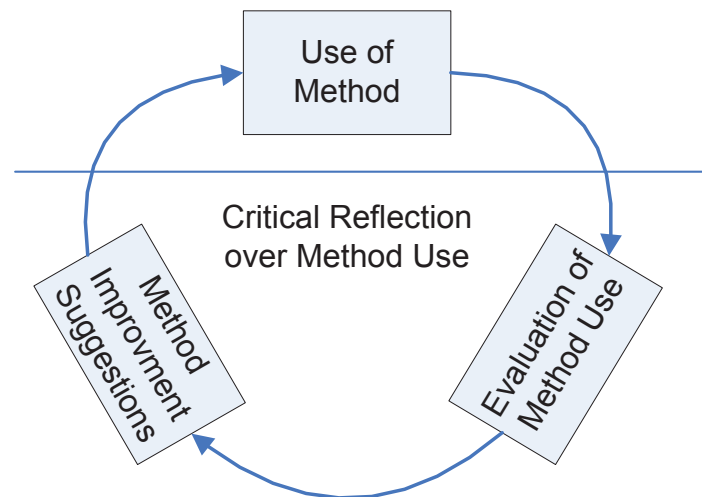 Use of
Method
Critical Reflection
over Method Use
Evaluation of
Method Use
Method
Improvment
Suggestions